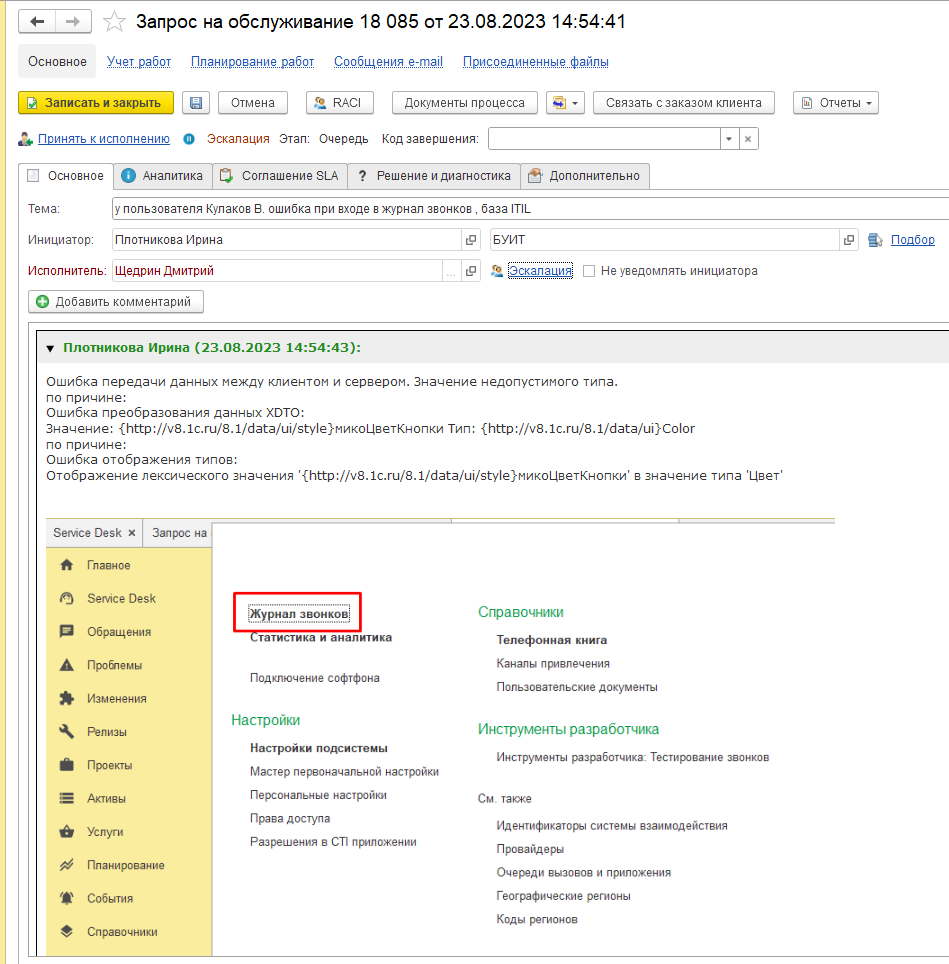 Запрос на обслуживание 18 085 от 23.08.2023 14:54:41
Основное Учет работ Планирование работ Сообщения e-mail Присоединенные файлы
Записать и закрыть Отмена RACI Документы процесса Связать с заказом клиента Отчеты
Принять к исполнению Эскалация Этап: Очередь Код завершения:
Основное Аналитика Соглашение SLA ? Решение и диагностика Дополнительно
Тема: у пользователя Кулаков В. ошибка при входе в журнал звонков , база ITIL
Инициатор: Плотникова Ирина БУИТ Подбор
Исполнитель: Щедрин Дмитрий ... Эскалация Не уведомлять инициатора
Добавить комментарий
Плотникова Ирина (23.08.2023 14:54:43):
Ошибка передачи данных между клиентом и сервером. Значение недопустимого типа.
по причине:
Ошибка преобразования данных XDTO:
Значение: {http://v8.1c.ru/8.1/data/ui/style}микоЦветКнопки Тип: {http://v8.1c.ru/8.1/data/ui}Color
по причине:
Ошибка отображения типов:
Отображение лексического значения '{http://v8.1c.ru/8.1/data/ui/style}микоЦветКнопки' в значение типа 'Цвет'
Service Desk × Запрос на
Главное
Service Desk
Обращения
Проблемы
Изменения
Релизы
Проекты
Активы
Услуги
Планирование
События
Справочники
Журнал звонков
Статистика и аналитика
Подключение софтфона
Настройки
Настройки подсистемы
Мастер первоначальной настройки
Персональные настройки
Права доступа
Разрешения в CTI приложении
Справочники
Телефонная книга
Каналы привлечения
Пользовательские документы
Инструменты разработчика
Инструменты разработчика: Тестирование звонков
См. также
Идентификаторы системы взаимодействия
Провайдеры
Очереди вызовов и приложения
Географические регионы
Коды регионов